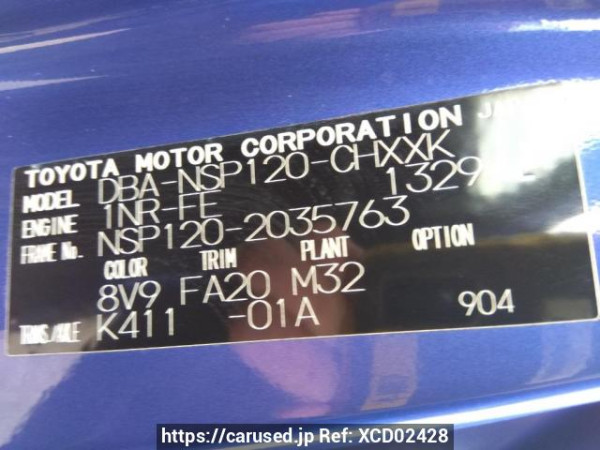 TOYOTA MOTOR CORPORATION
MODEL DBA-NSP120-CHXXK
ENGINE 1NR-FE 1329
FRAME No. NSP120-2035763
COLOR TRIM PLANT OPTION
8V9 FA20 M32
TRANS/AXLE K411 -01A 904
https://carused.jp Ref: XCD02428